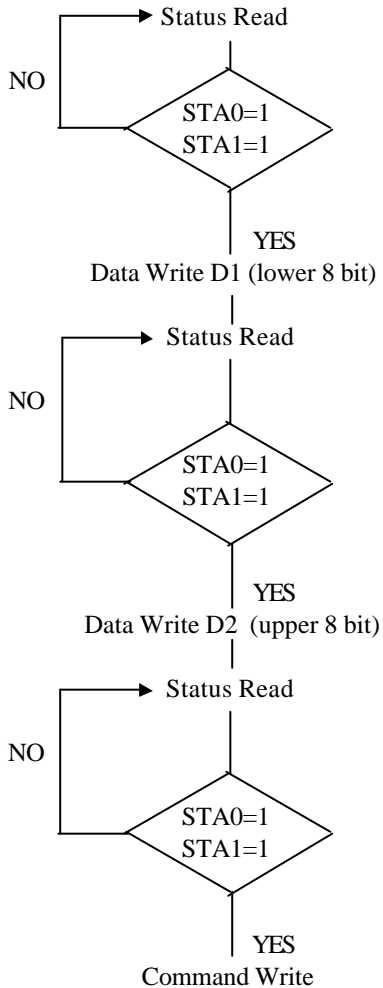 Status Read
NO
STA0=1
STA1=1
YES
Data Write D1 (lower 8 bit)
Status Read
NO
STA0=1
STA1=1
YES
Data Write D2 (upper 8 bit)
Status Read
NO
STA0=1
STA1=1
YES
Command Write